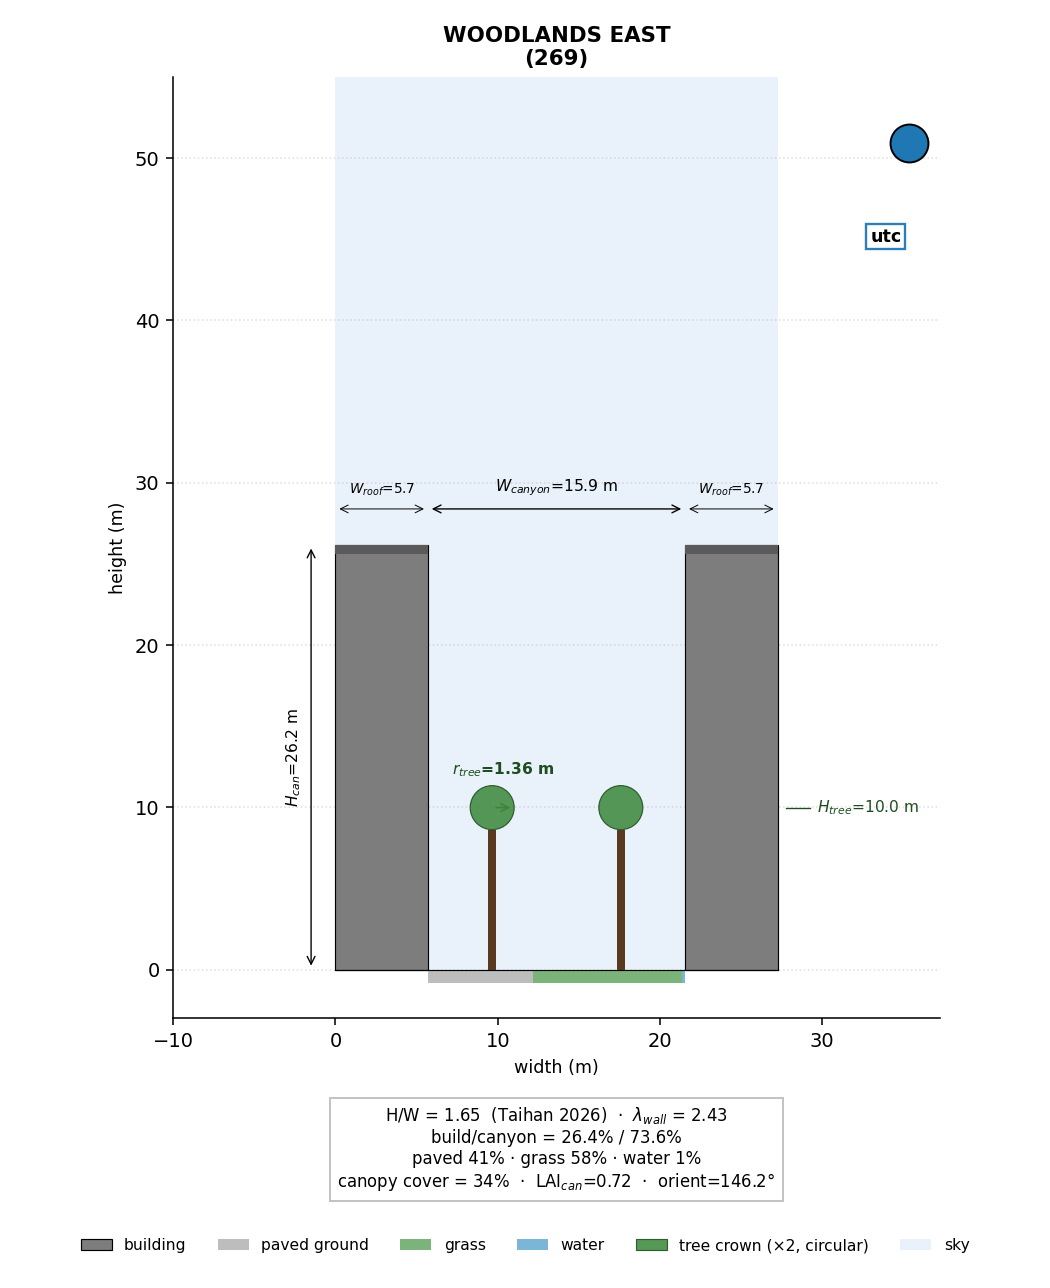 WOODLANDS EAST
(269)
50
utc
40
30
W_roof=5.7
W_canyon=15.9 m
W_roof=5.7
height (m)
20
H_can=26.2 m
r_tree=1.36 m
10
H_tree=10.0 m
0
−10
0
10
20
30
width (m)
H/W = 1.65 (Taihan 2026) · λ_wall = 2.43
build/canyon = 26.4% / 73.6%
paved 41% · grass 58% · water 1%
canopy cover = 34% · LAI_can=0.72 · orient=146.2°
building
paved ground
grass
water
tree crown (×2, circular)
sky